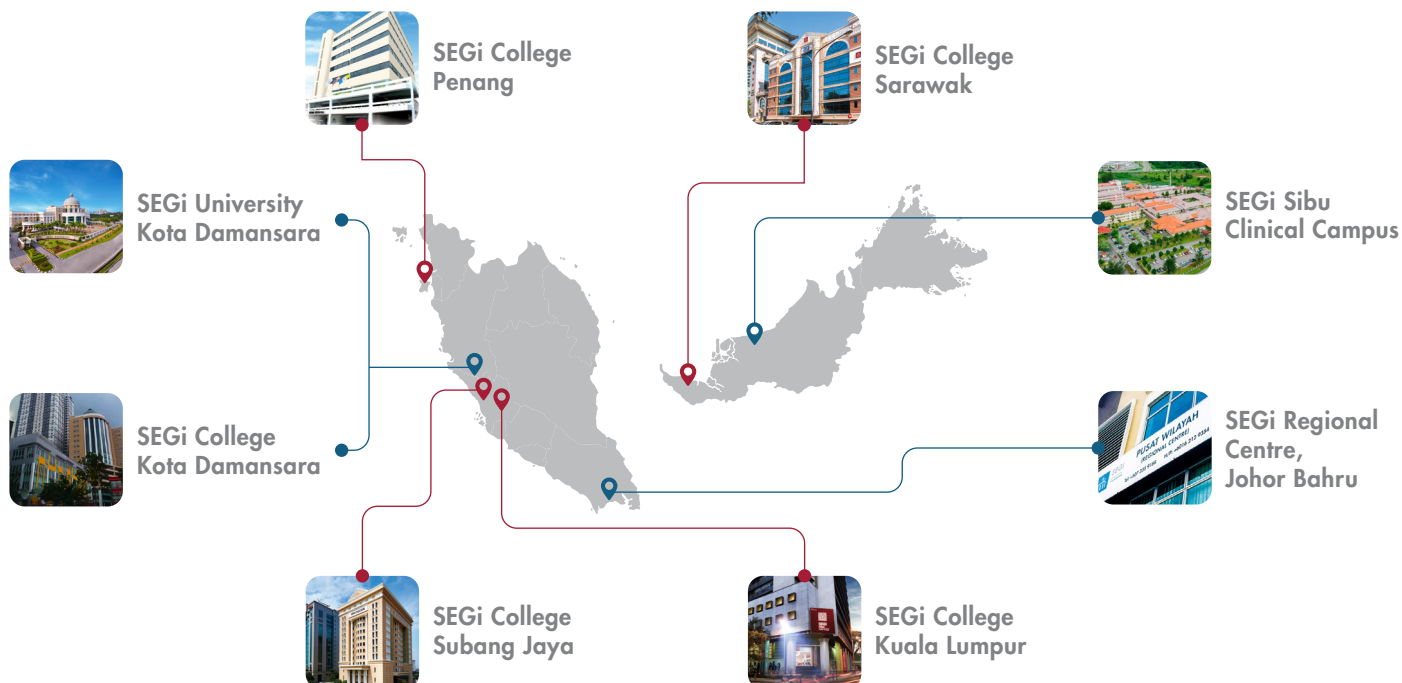 SEGi College
Penang
SEGi College
Sarawak
SEGi University
Kota Damansara
SEGi Sibu
Clinical Campus
SEGi College
Kota Damansara
SEGi Regional
Centre,
Johor Bahru
PUSAT WILAYAH
(REGIONAL CENTRE)
SEGi College
Subang Jaya
SEGi College
Kuala Lumpur